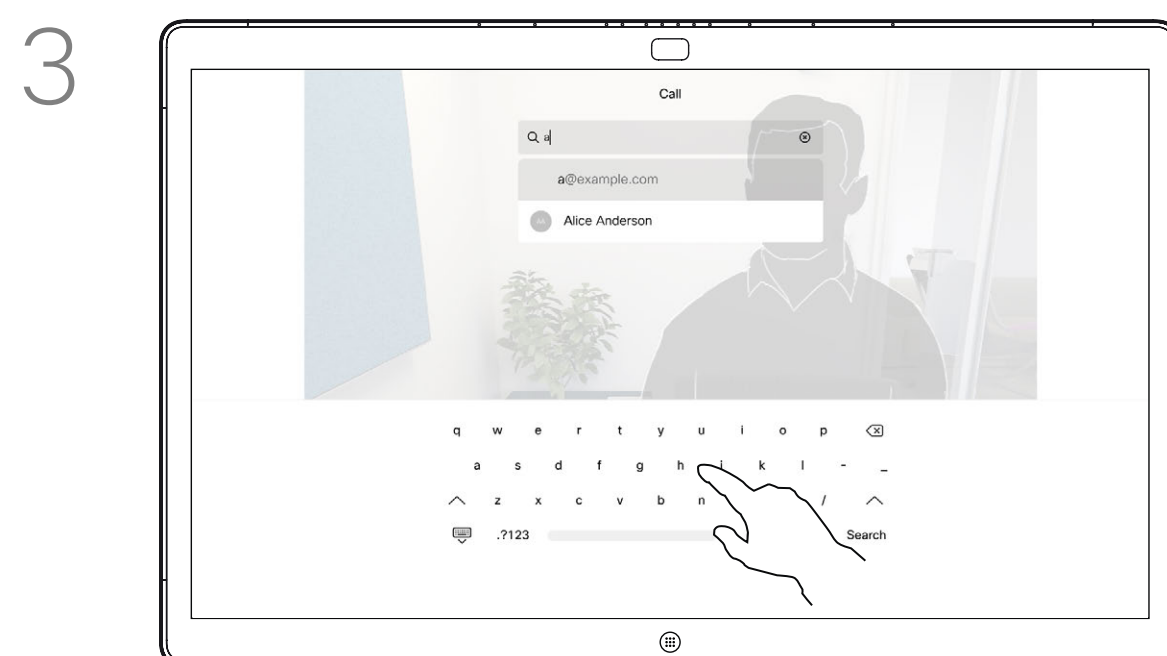 3
Call
a
a@example.com
AA Alice Anderson
q w e r t y u i o p
a s d f g h j k l - _
z x c v b n /
.?123 Search